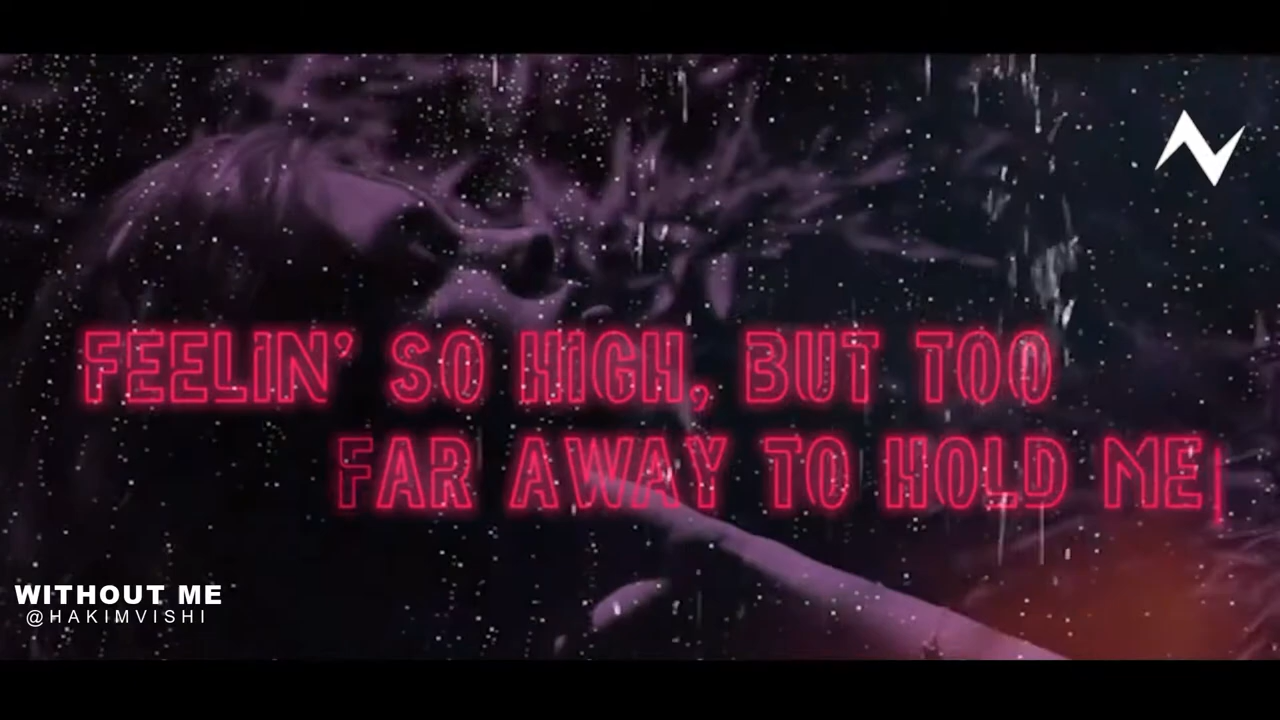 FEELIN' SO HIGH, BUT TOO
FAR AWAY TO HOLD ME
WITHOUT ME
@HAKIMVISHI